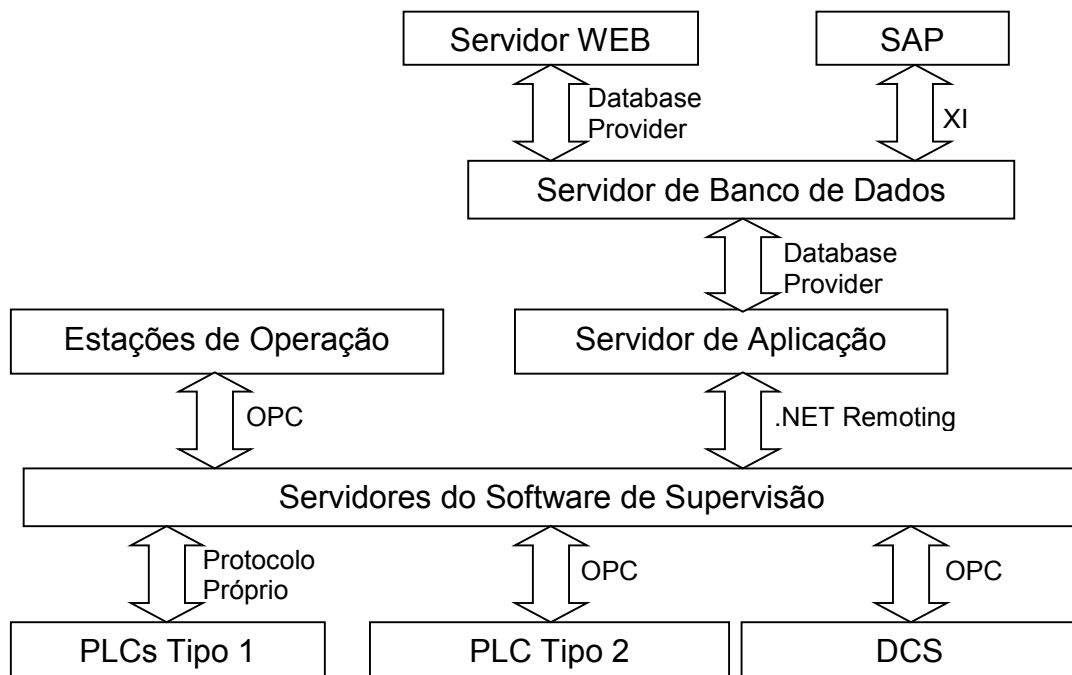 Servidor WEB
SAP
Database
Provider
XI
Servidor de Banco de Dados
Database
Provider
Estações de Operação
Servidor de Aplicação
OPC
.NET Remoting
Servidores do Software de Supervisão
Protocolo
Próprio
OPC
OPC
PLCs Tipo 1
PLC Tipo 2
DCS